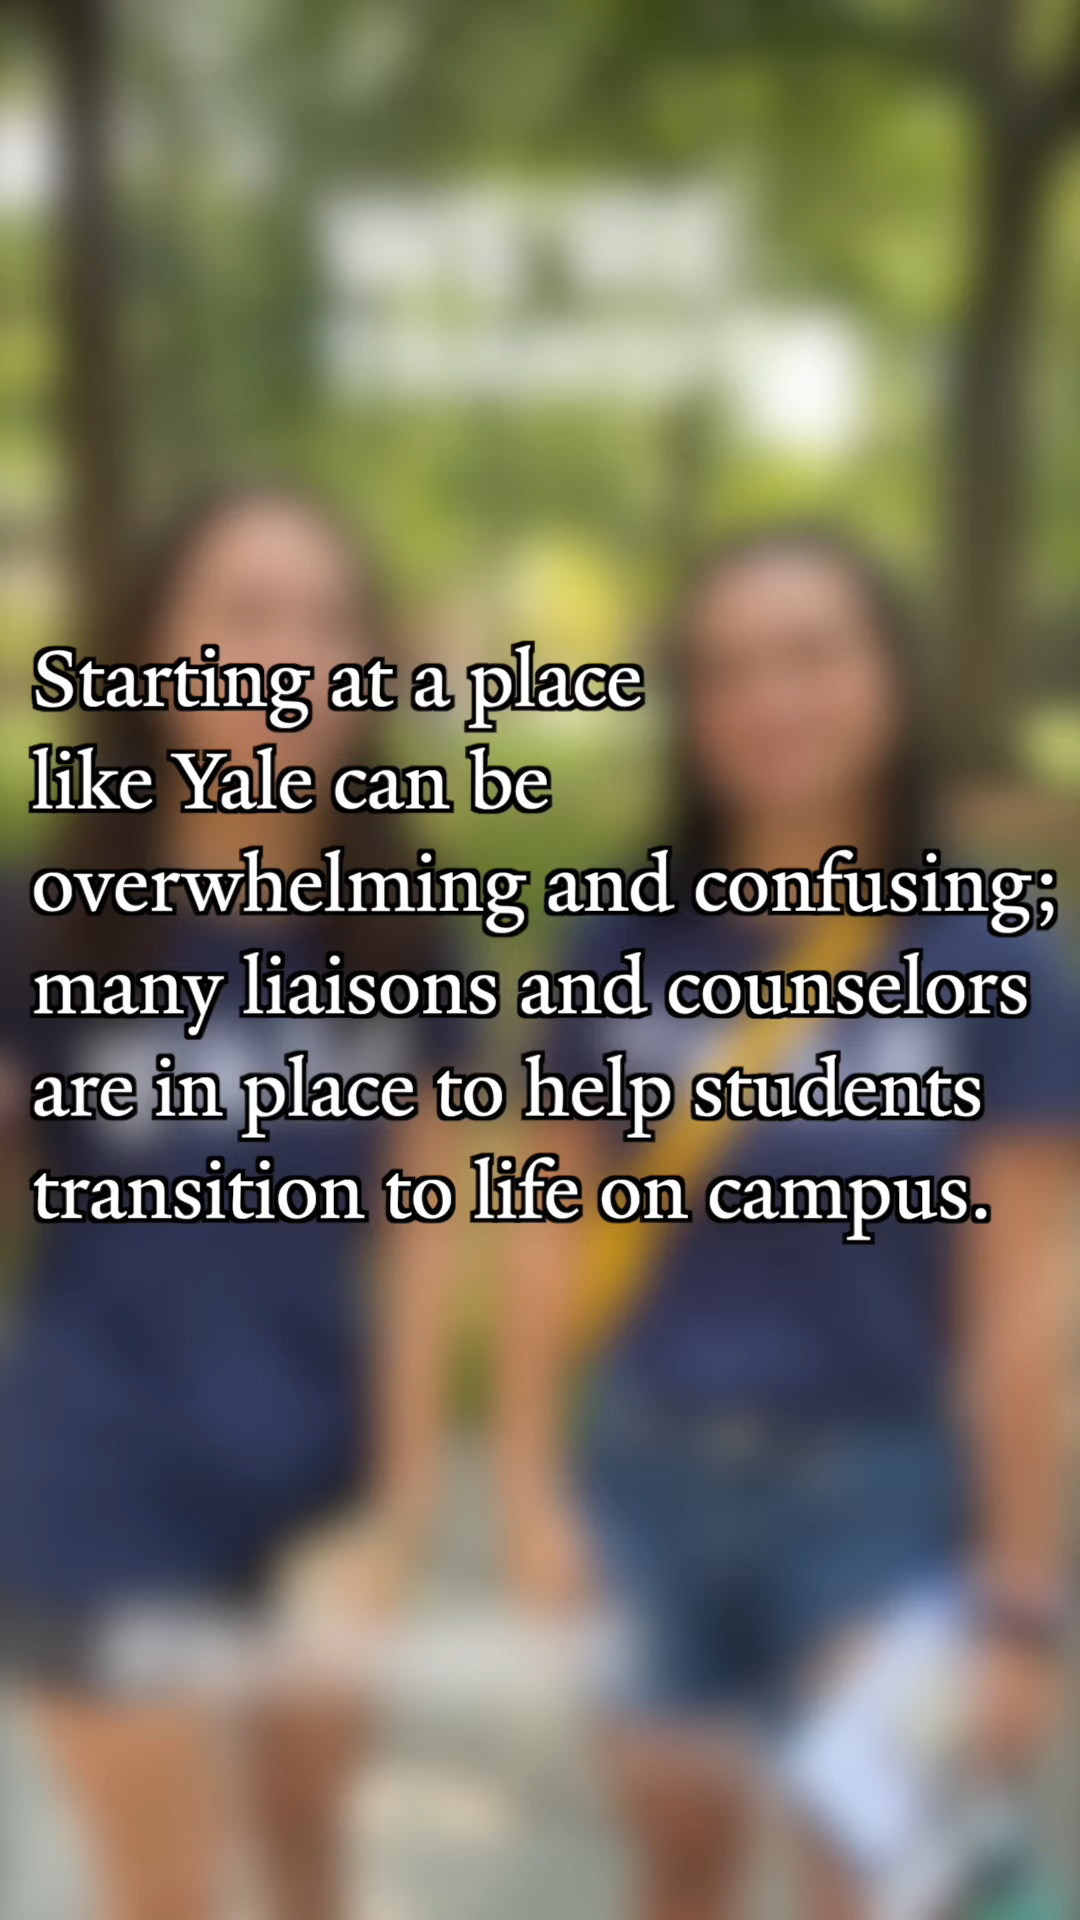 Starting at a place
like Yale can be
overwhelming and confusing;
many liaisons and counselors
are in place to help students
transition to life on campus.